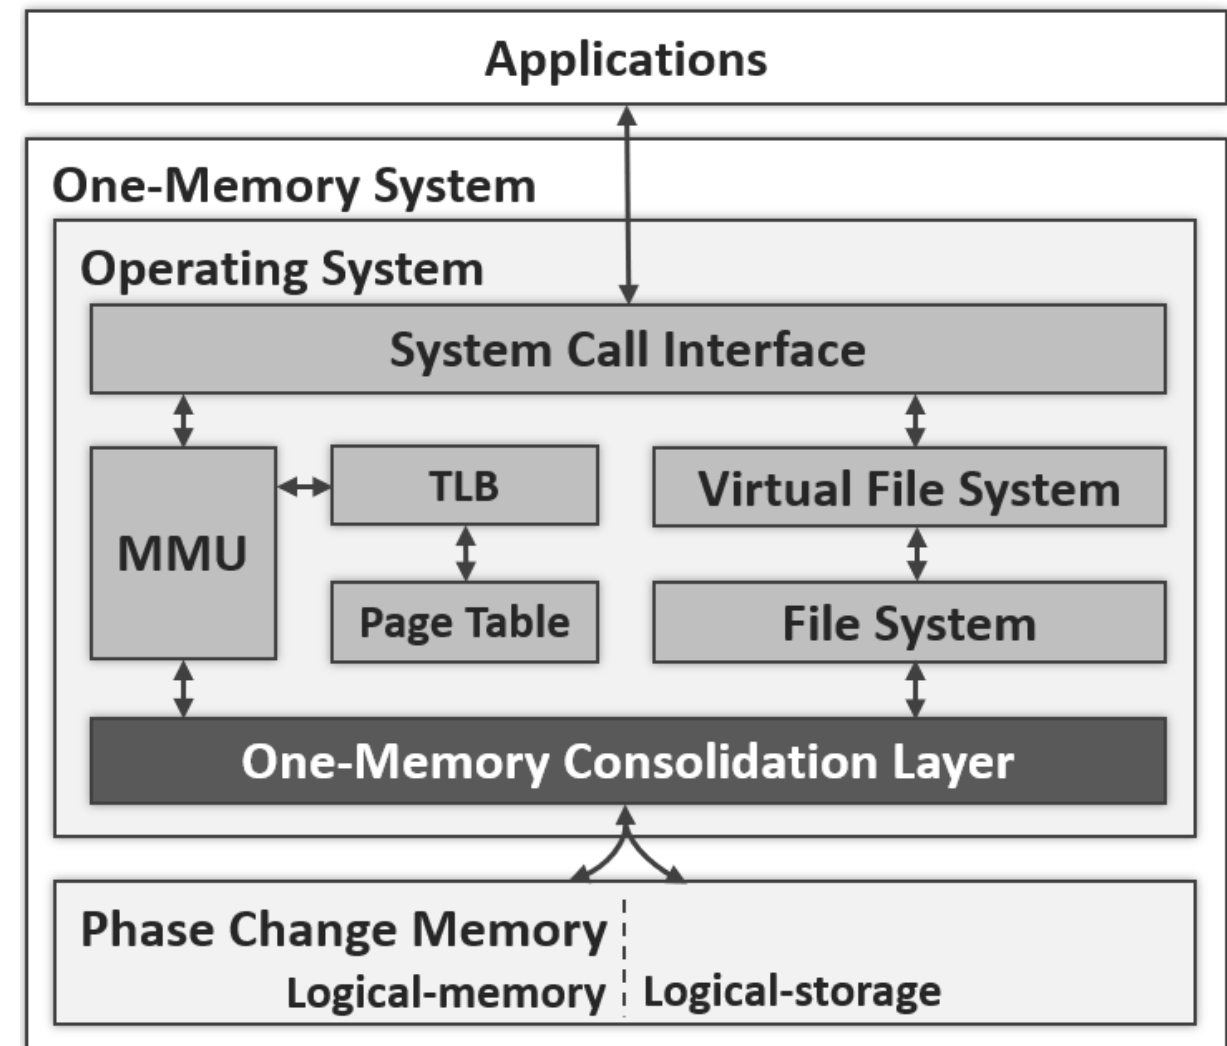 Applications
One-Memory System
Operating System
System Call Interface
MMU
TLB
Page Table
Virtual File System
File System
One-Memory Consolidation Layer
Phase Change Memory
Logical-memory
Logical-storage